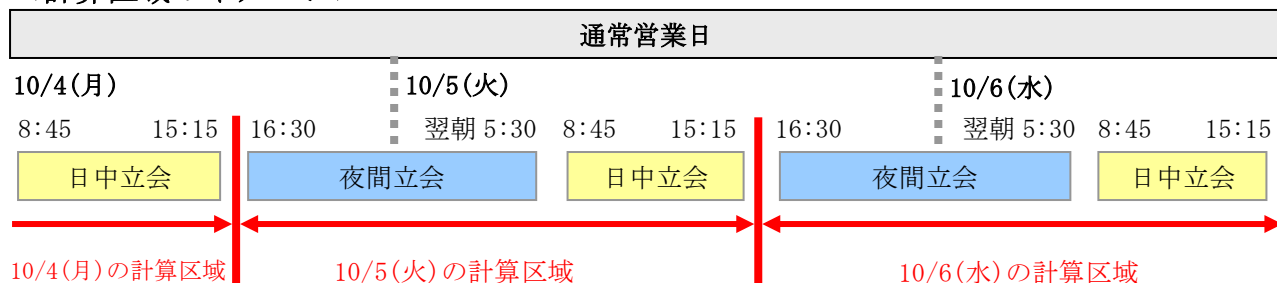 通常営業日
10/4(月)
10/5(火)
10/6(水)
8:45 15:15 16:30 翌朝 5:30 8:45 15:15 16:30 翌朝 5:30 8:45 15:15
日中立会 夜間立会 日中立会 夜間立会 日中立会
10/4(月)の計算区域 10/5(火)の計算区域 10/6(水)の計算区域